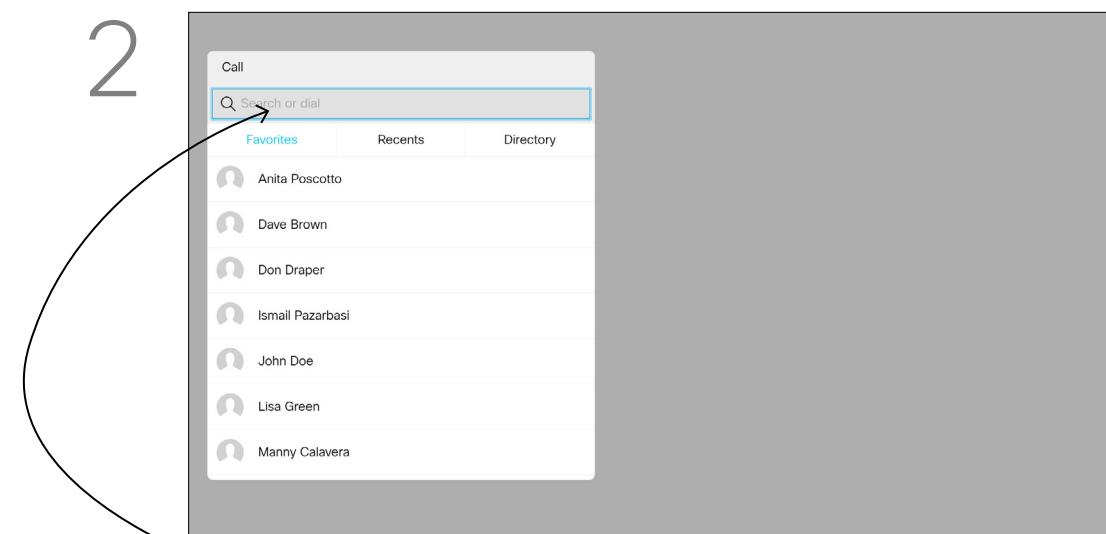 2
Call
Search or dial
Favorites Recents Directory
Anita Poscotto
Dave Brown
Don Draper
Ismail Pazarbasi
John Doe
Lisa Green
Manny Calavera